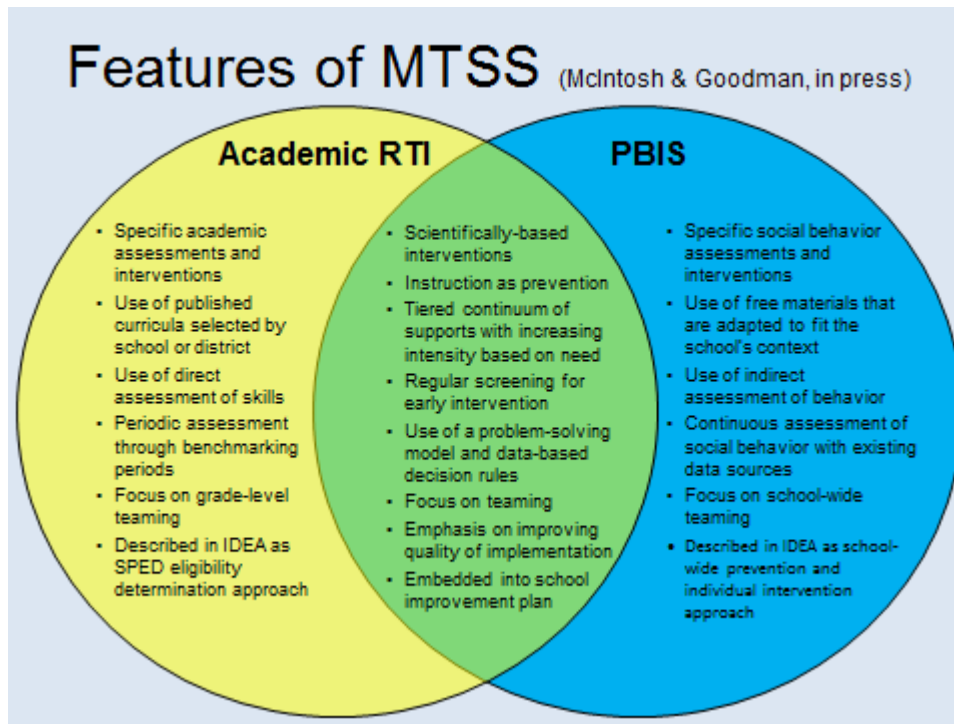 Features of MTSS (McIntosh & Goodman, in press)
Academic RTI
▪ Specific academic
assessments and
interventions
▪ Use of published
curricula selected by
school or district
▪ Use of direct
assessment of skills
▪ Periodic assessment
through benchmarking
periods
▪ Focus on grade-level
teaming
▪ Described in IDEA as
SPED eligibility
determination approach
▪ Scientifically-based
interventions
▪ Instruction as prevention
▪ Tiered continuum of
supports with increasing
intensity based on need
▪ Regular screening for
early intervention
▪ Use of a problem-solving
model and data-based
decision rules
▪ Focus on teaming
▪ Emphasis on improving
quality of implementation
▪ Embedded into school
improvement plan
PBIS
▪ Specific social behavior
assessments and
interventions
▪ Use of free materials that
are adapted to fit the
school's context
▪ Use of indirect
assessment of behavior
▪ Continuous assessment of
social behavior with existing
data sources
▪ Focus on school-wide
teaming
• Described in IDEA as school-
wide prevention and
individual intervention
approach